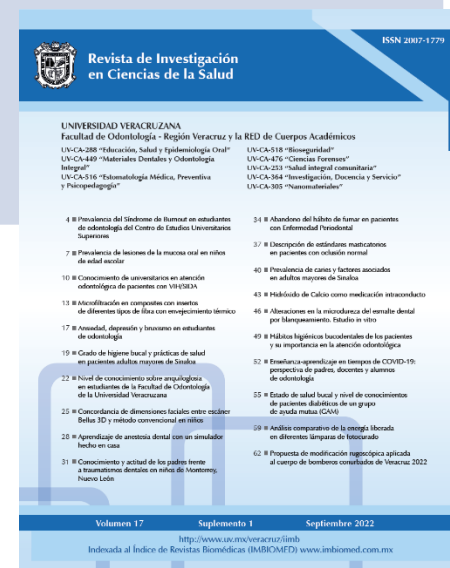 ISSN 2007-1779
Revista de Investigación
en Ciencias de la Salud
UNIVERSIDAD VERACRUZANA
Facultad de Odontología - Región Veracruz y la RED de Cuerpos Académicos
UV-CA-288 "Educación, Salud y Epidemiología Oral"
UV-CA-449 "Materiales Dentales y Odontología
Integral"
UV-CA-516 "Estomatología Médica, Preventiva
y Psicopedagogía"
UV-CA-518 "Bioseguridad"
UV-CA-476 "Ciencias Forenses"
UV-CA-253 "Salud integral comunitaria"
UV-CA-364 "Investigación, Docencia y Servicio"
UV-CA-305 "Nanomateriales"
4 Prevalencia del Síndrome de Burnout en estudiantes
de odontología del Centro de Estudios Universitarios
Superiores
7 Prevalencia de lesiones de la mucosa oral en niños
de edad escolar
10 Conocimiento de universitarios en atención
odontológica de pacientes con VIH/SIDA
13 Microfiltración en compostes con insertos
de diferentes tipos de fibra con envejecimiento térmico
17 Ansiedad, depresión y bruxismo en estudiantes
de odontología
19 Grado de higiene bucal y prácticas de salud
en pacientes adultos mayores de Sinaloa
22 Nivel de conocimiento sobre anquiloglosia
en estudiantes de la Facultad de Odontología
de la Universidad Veracruzana
25 Concordancia de dimensiones faciales entre escáner
Bellus 3D y método convencional en niños
28 Aprendizaje de anestesia dental con un simulador
hecho en casa
31 Conocimiento y actitud de los padres frente
a traumatismos dentales en niños de Monterrey,
Nuevo León
34 Abandono del hábito de fumar en pacientes
con Enfermedad Periodontal
37 Descripción de estándares masticatorios
en pacientes con oclusión normal
40 Prevalencia de caries y factores asociados
en adultos mayores de Sinaloa
43 Hidróxido de Calcio como medicación intraconducto
46 Alteraciones en la microdureza del esmalte dental
por blanqueamiento. Estudio in vitro
49 Hábitos higiénicos bucodentales de los pacientes
y su importancia en la atención odontológica
52 Enseñanza-aprendizaje en tiempos de COVID-19:
perspectiva de padres, docentes y alumnos
de odontología
55 Estado de salud bucal y nivel de conocimientos
de pacientes diabéticos de un grupo
de ayuda mutua (GAM)
59 Análisis comparativo de la energía liberada
en diferentes lámparas de fotocurado
62 Propuesta de modificación rugoscópica aplicada
al cuerpo de bomberos conurbados de Veracruz 2022
Volumen 17 Suplemento 1 Septiembre 2022
http://www.uv.mx/veracruz/iimb
Indexada al Índice de Revistas Biomédicas (IMBIOMED) www.imbiomed.com.mx